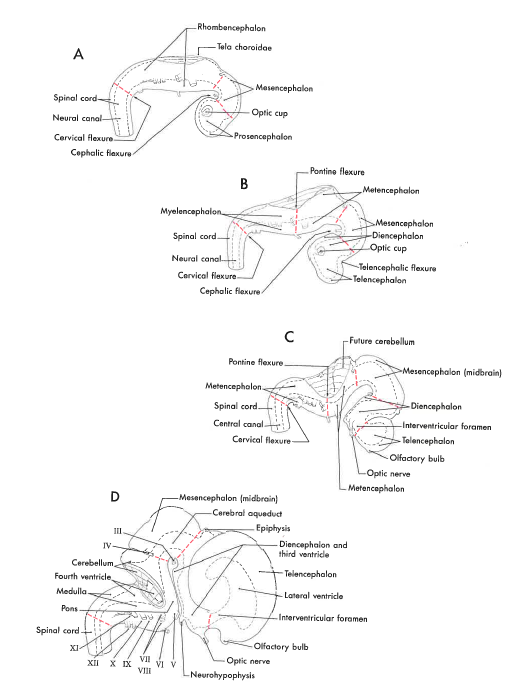 A
Rhombencephalon
Tela choroidae
Mesencephalon
Spinal cord
Neural canal
Optic cup
Cervical flexure
Prosencephalon
Cephalic flexure
B
Pontine flexure
Metencephalon
Myelencephalon
Mesencephalon
Spinal cord
Diencephalon
Optic cup
Neural canal
Telencephalic flexure
Cervical flexure
Telencephalon
Cephalic flexure
C
Future cerebellum
Pontine flexure
Mesencephalon (midbrain)
Metencephalon
Spinal cord
Diencephalon
Central canal
Interventricular foramen
Cervical flexure
Telencephalon
Olfactory bulb
Optic nerve
Metencephalon
D
Mesencephalon (midbrain)
Cerebral aqueduct
III
Epiphysis
IV
Diencephalon and
third ventricle
Cerebellum
Fourth ventricle
Telencephalon
Medulla
Lateral ventricle
Pons
Interventricular foramen
Spinal cord
XI
Olfactory bulb
XII X IX VII VI V
VIII
Optic nerve
Neurohypophysis